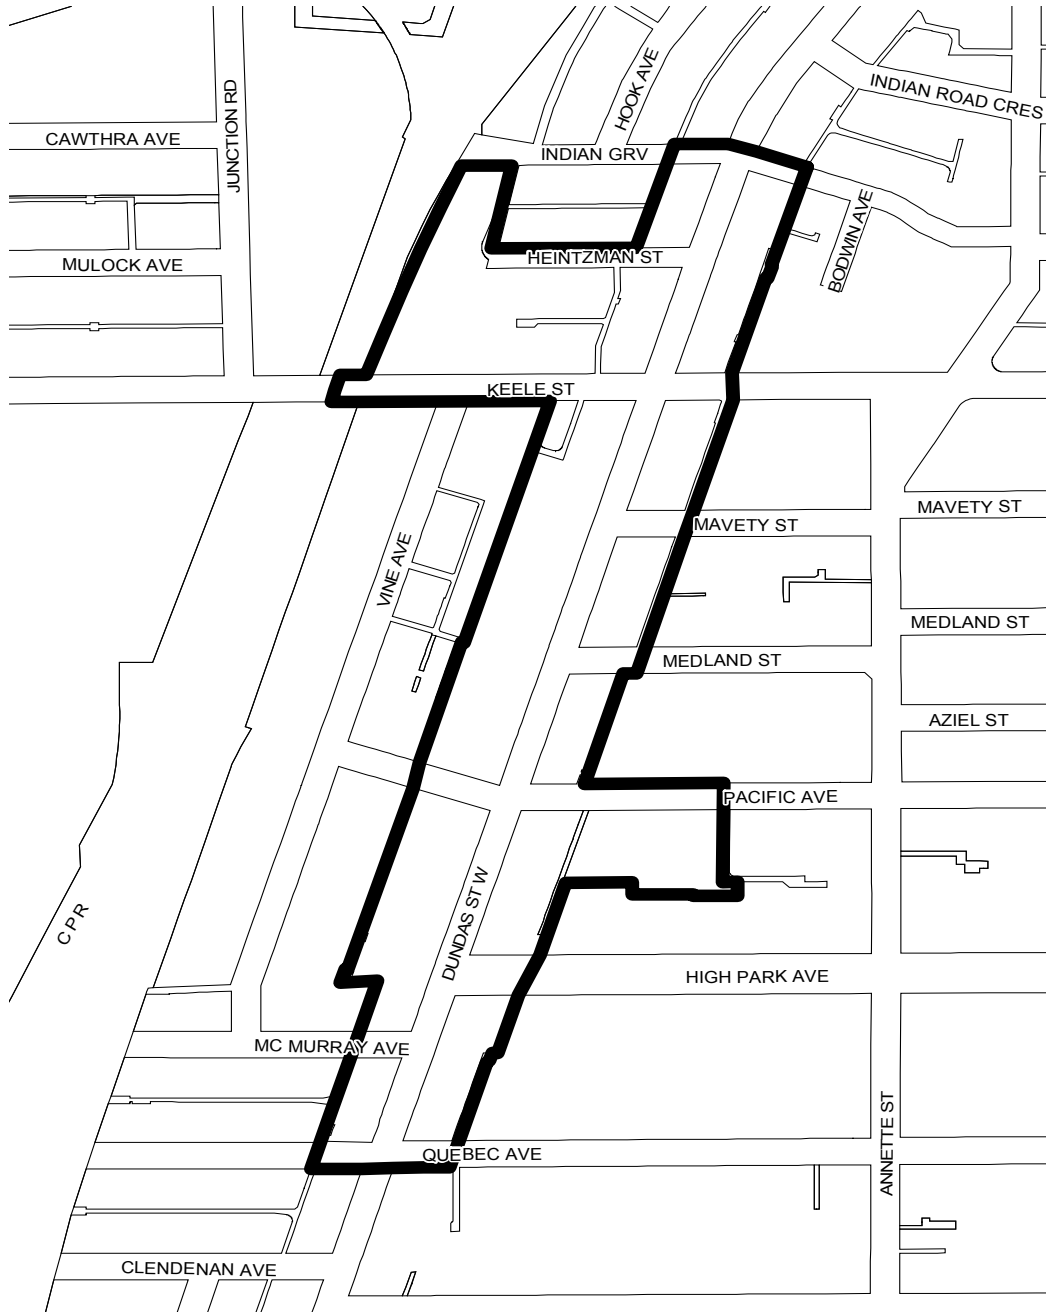 HOOK AVE
INDIAN ROAD CRES
JUNCTION RD
CAWTHRA AVE
INDIAN GRV
BODWIN AVE
HEINTZMAN ST
MULOCK AVE
KEELE ST
MAVETY ST
MAVETY ST
VINE AVE
MEDLAND ST
MEDLAND ST
AZIEL ST
PACIFIC AVE
CPR
DUNDAS ST W
HIGH PARK AVE
MC MURRAY AVE
ANNETTE ST
QUEBEC AVE
CLENDENAN AVE